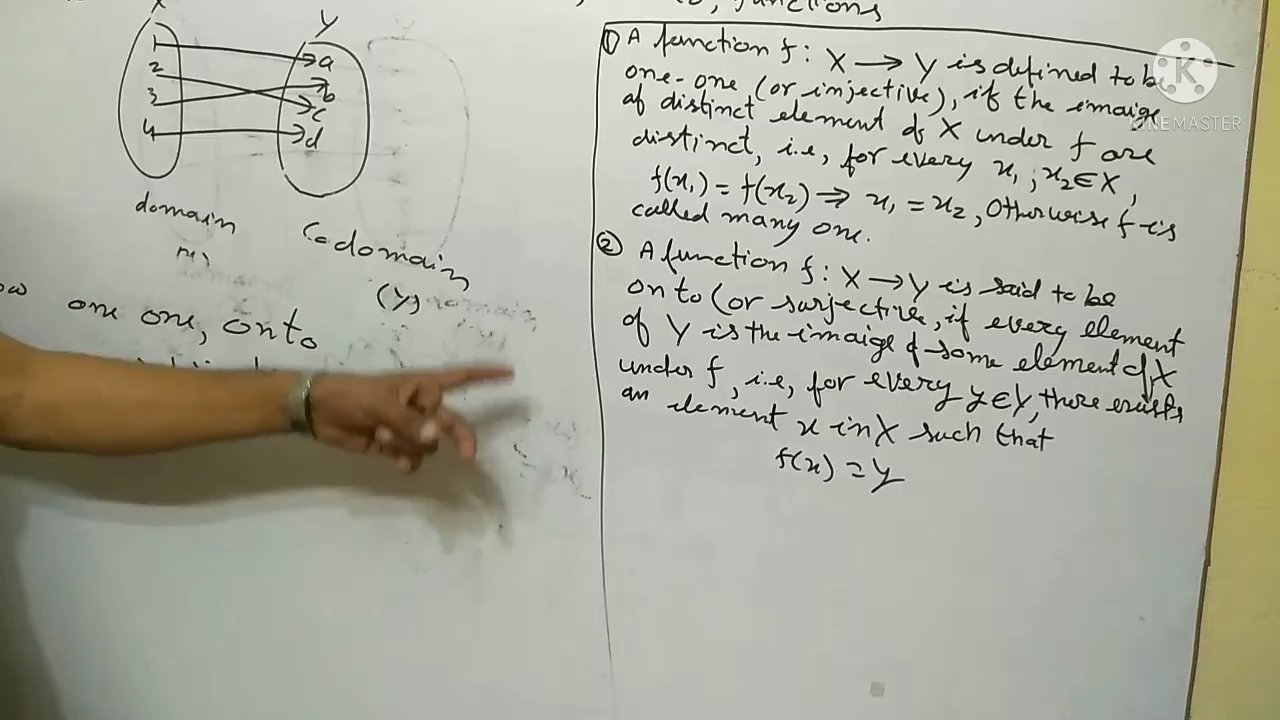 functions
X
Y
1
2
3
4
a
b
c
d
domain
Codomain
(Y)
one one, onto
① A function f : X → Y is defined to be
one-one (or injective), if the imaige
of distinct element of X under f are
distinct, i.e, for every x₁, x₂ ∈ X,
f(x₁) = f(x₂) ⇒ x₁ = x₂, Otherwise f is
called many one.
② A function f : X → Y is said to be
onto (or surjective, if every element
of Y is the imaige of some element of X
under f, i.e, for every y ∈ Y, there exists
an element x in X such that
f(x) = y
K
KINEMASTER